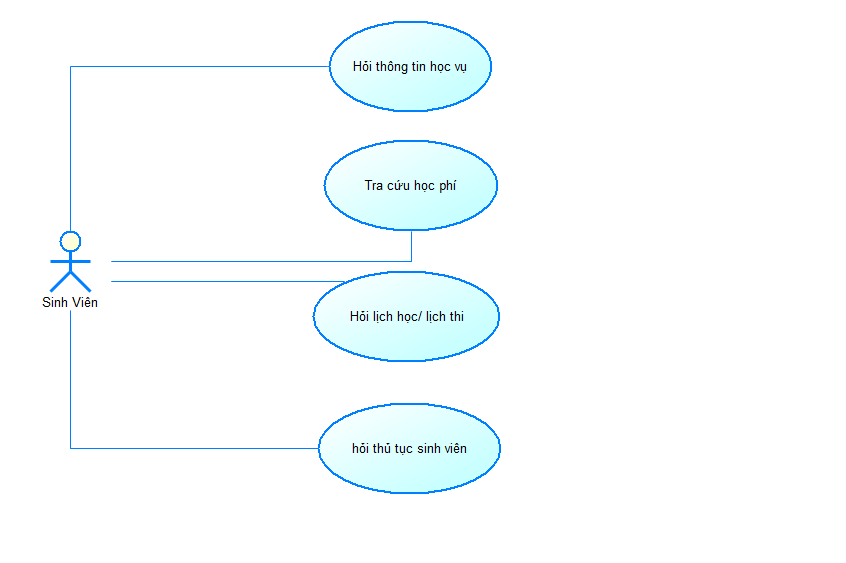 Hỏi thông tin học vụ
Tra cứu học phí
Sinh Viên
Hỏi lịch học/ lịch thi
hỏi thủ tục sinh viên